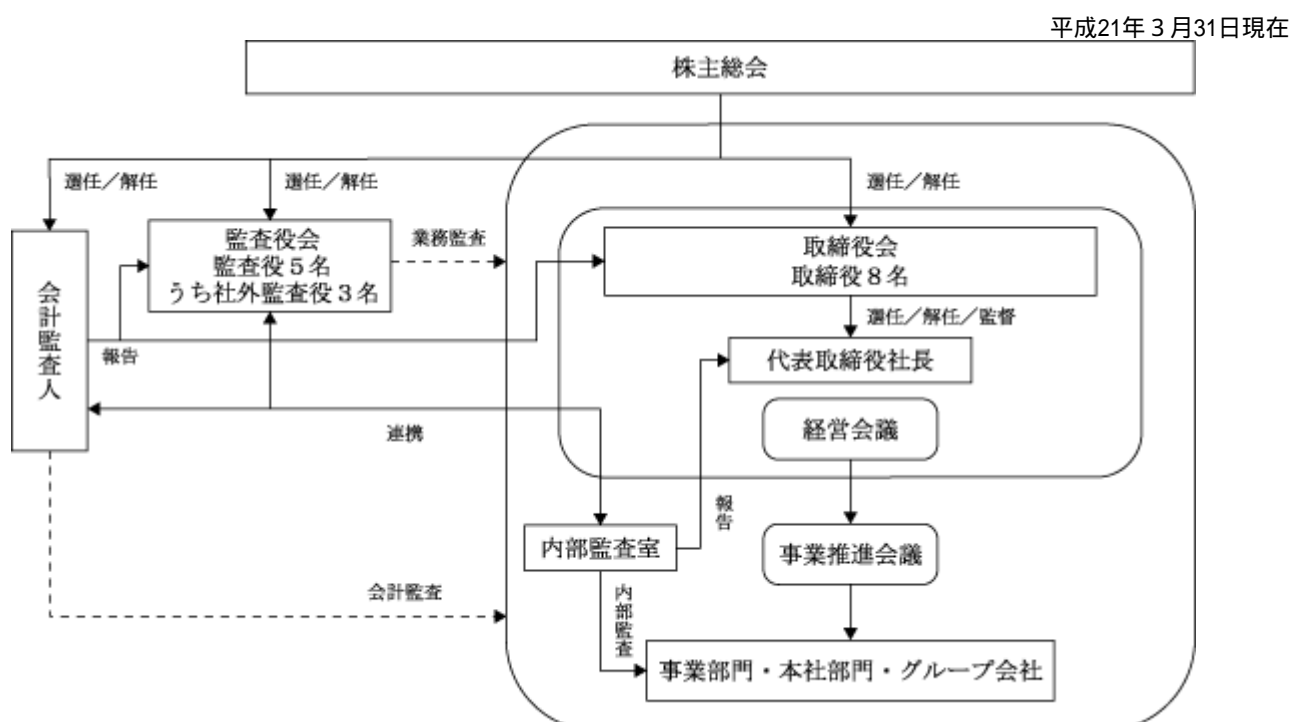 平成21年３月31日現在
株主総会
選任／解任
選任／解任
選任／解任
監査役会
監査役５名
うち社外監査役３名
業務監査
取締役会
取締役８名
会計監査人
報告
選任／解任／監督
代表取締役社長
連携
経営会議
報告
内部監査室
事業推進会議
会計監査
内部監査
事業部門・本社部門・グループ会社